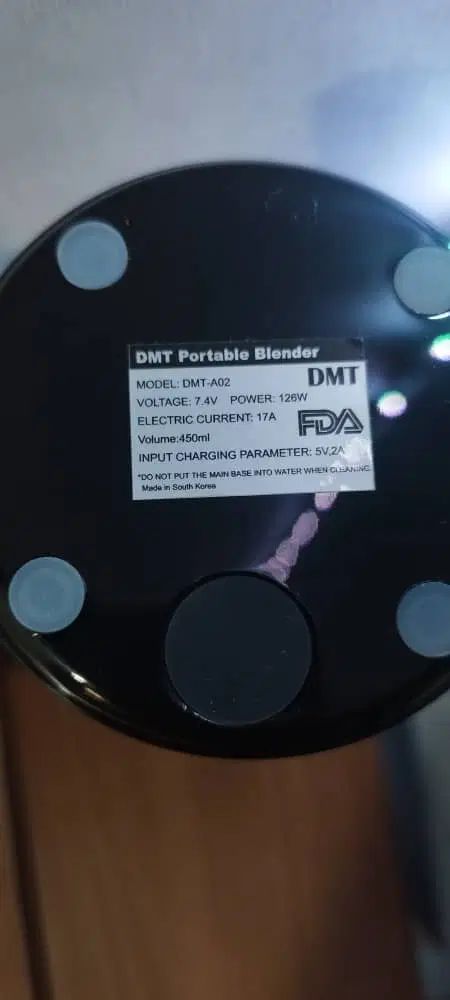 DMT Portable Blender
MODEL: DMT-A02
DMT
VOLTAGE: 7.4V POWER: 126W
ELECTRIC CURRENT: 17A
FDA
Volume:450ml
INPUT CHARGING PARAMETER: 5V,2A
*DO NOT PUT THE MAIN BASE INTO WATER WHEN CLEANING.
Made in South Korea